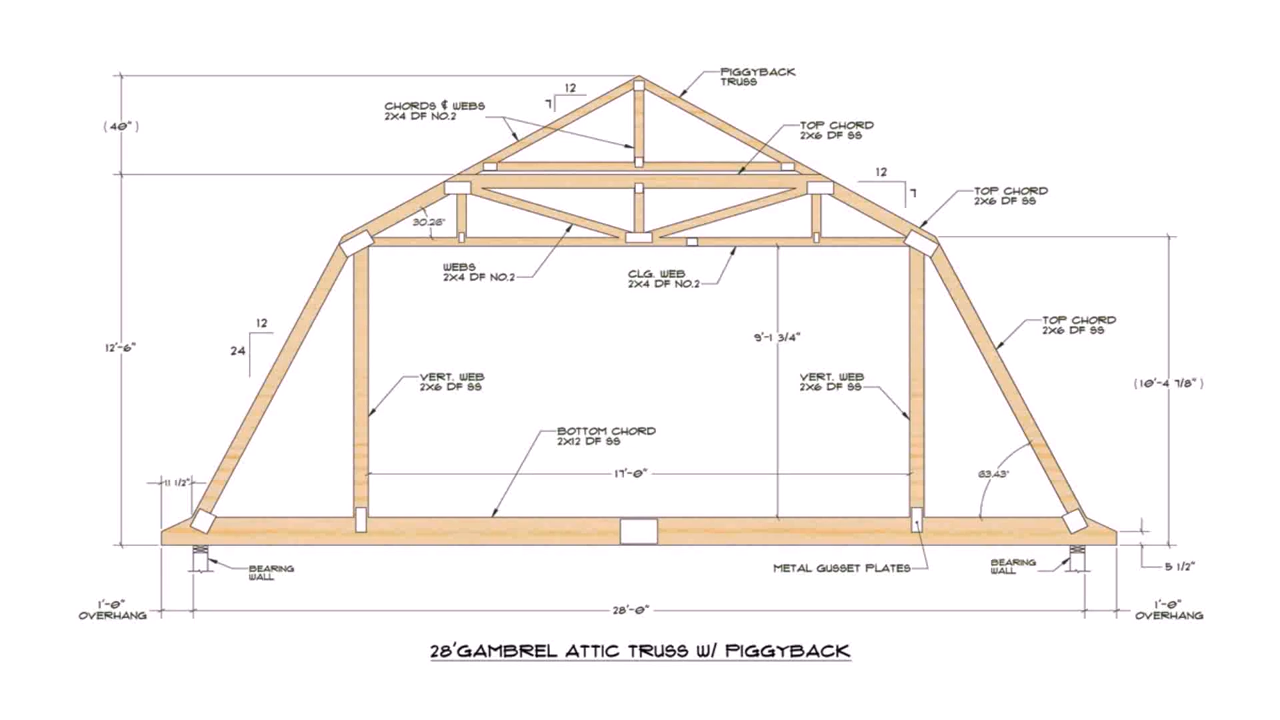 PIGGYBACK
TRUSS
12
7
CHORDS & WEBS
2X4 DF NO.2
(40")
TOP CHORD
2X6 DF SS
12
7
TOP CHORD
2X6 DF SS
30.26°
WEBS
2X4 DF NO.2
CLG. WEB
2X4 DF NO.2
12
24
12'-6"
9'-1 3/4"
TOP CHORD
2X6 DF SS
(10'-4 7/8")
VERT. WEB
2X6 DF SS
VERT. WEB
2X6 DF SS
BOTTOM CHORD
2X12 DF SS
17'-0"
63.43°
11 1/2"
BEARING
WALL
METAL GUSSET PLATES
BEARING
WALL
5 1/2"
1'-0"
OVERHANG
28'-0"
1'-0"
OVERHANG
28'GAMBREL ATTIC TRUSS W/ PIGGYBACK